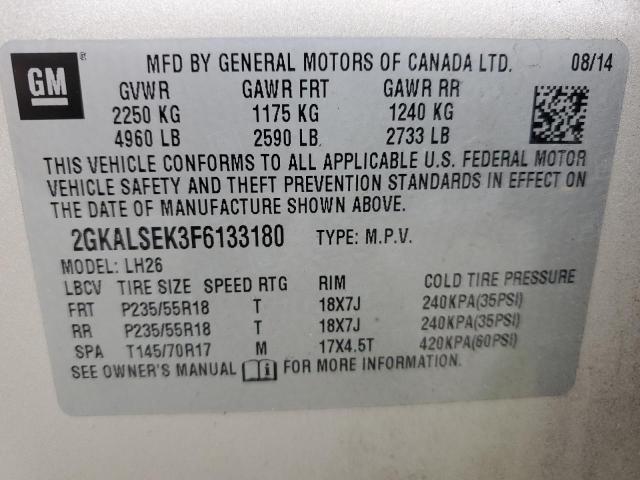 GM ® MFD BY GENERAL MOTORS OF CANADA LTD. 08/14
GVWR GAWR FRT GAWR RR
2250 KG 1175 KG 1240 KG
4960 LB 2590 LB 2733 LB
THIS VEHICLE CONFORMS TO ALL APPLICABLE U.S. FEDERAL MOTOR
VEHICLE SAFETY AND THEFT PREVENTION STANDARDS IN EFFECT ON
THE DATE OF MANUFACTURE SHOWN ABOVE.
2GKALSEK3F6133180 TYPE: M.P.V.
MODEL: LH26
LBCV TIRE SIZE SPEED RTG RIM COLD TIRE PRESSURE
FRT P235/55R18 T 18X7J 240KPA(35PSI)
RR P235/55R18 T 18X7J 240KPA(35PSI)
SPA T145/70R17 M 17X4.5T 420KPA(60PSI)
SEE OWNER'S MANUAL FOR MORE INFORMATION.